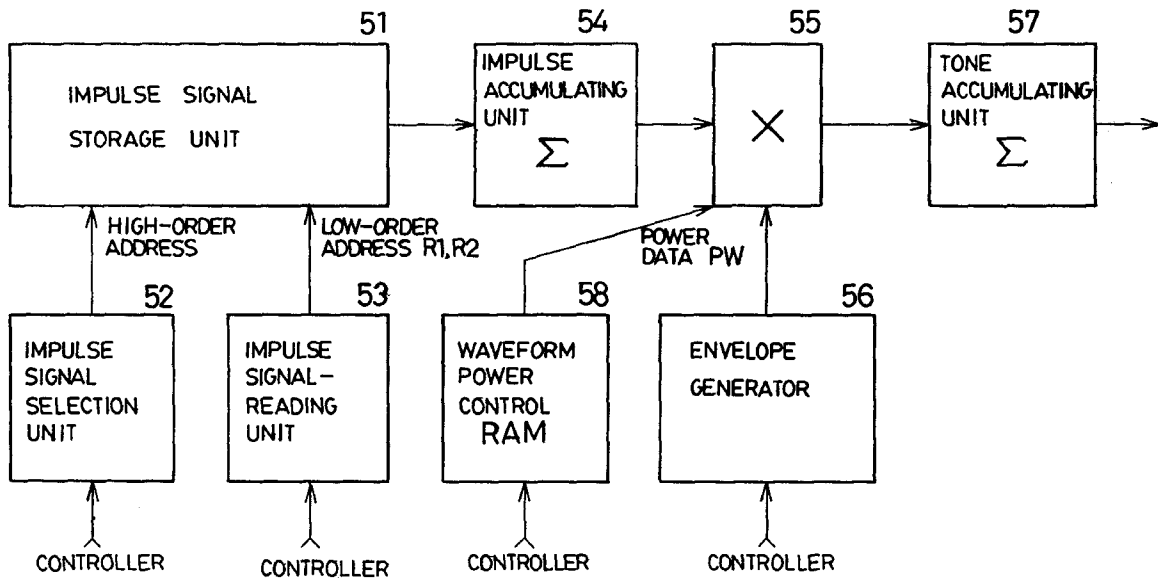 51
IMPULSE SIGNAL
STORAGE UNIT
54
IMPULSE
ACCUMULATING
UNIT
Σ
55
×
57
TONE
ACCUMULATING
UNIT
Σ
HIGH-ORDER
ADDRESS
LOW-ORDER
ADDRESS R1,R2
POWER
DATA PW
52
IMPULSE
SIGNAL
SELECTION
UNIT
53
IMPULSE
SIGNAL-
READING
UNIT
58
WAVEFORM
POWER
CONTROL
RAM
56
ENVELOPE
GENERATOR
CONTROLLER
CONTROLLER
CONTROLLER
CONTROLLER